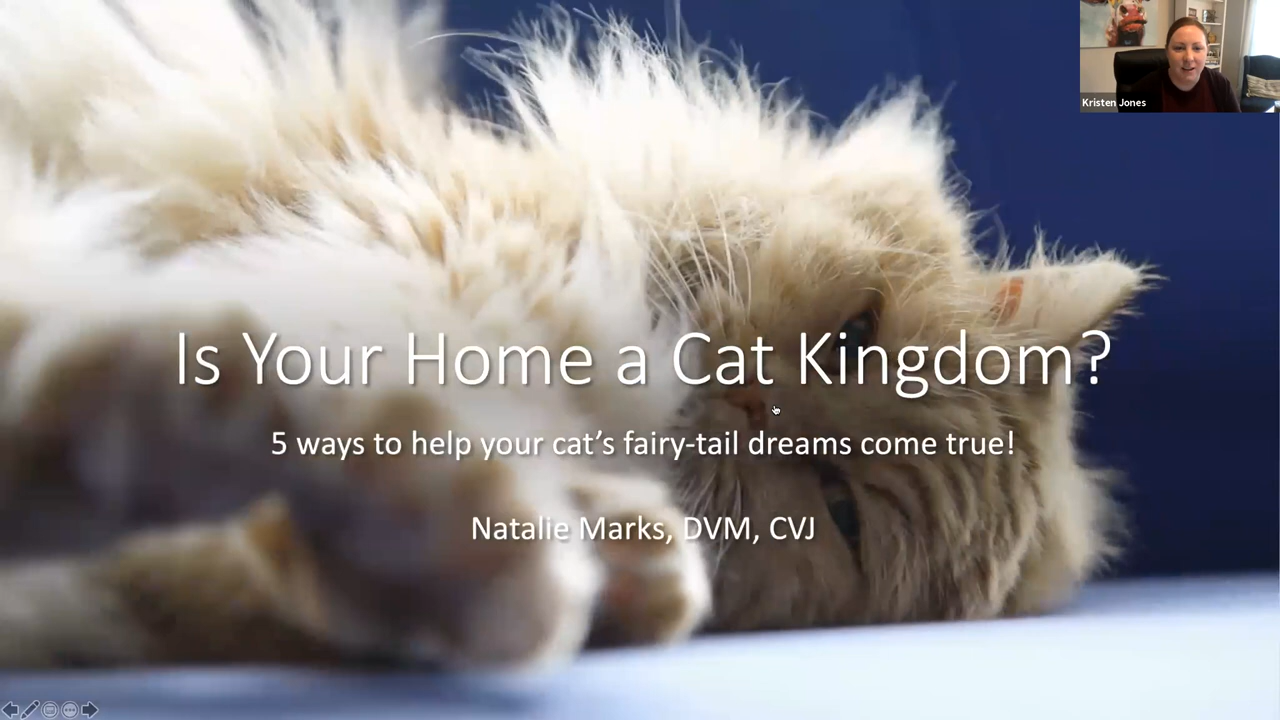 Kristen Jones
Is Your Home a Cat Kingdom?
5 ways to help your cat’s fairy-tail dreams come true!
Natalie Marks, DVM, CVJ